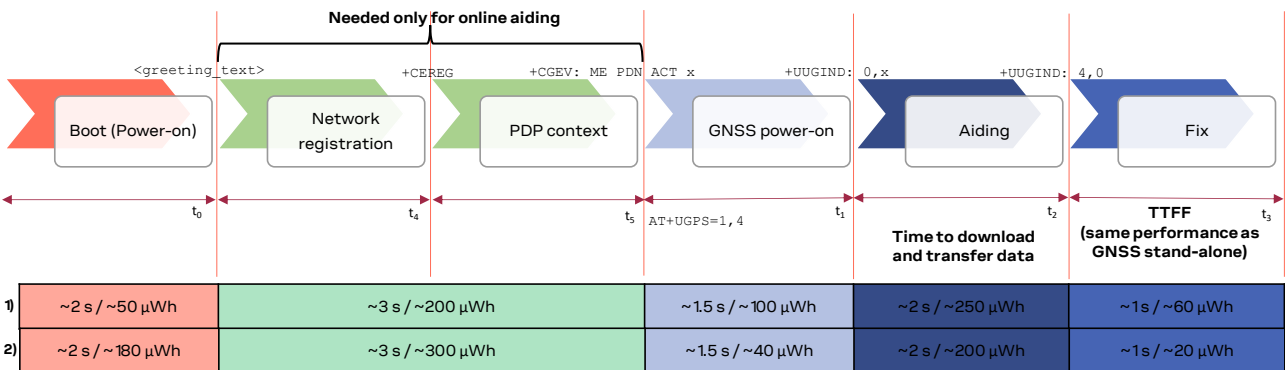 Needed only for online aiding
<greeting_text>
+CEREG
+CGEV: ME PDN ACT x
+UUGIND: 0,x
+UUGIND: 4,0
Boot (Power-on)
Network
registration
PDP context
GNSS power-on
Aiding
Fix
t0
t4
t5
t1
t2
t3
AT+UGPS=1,4
Time to download
and transfer data
TTFF
(same performance as
GNSS stand-alone)
1) ~2 s / ~50 µWh ~3 s / ~200 µWh ~1.5 s / ~100 µWh ~2 s / ~250 µWh ~1 s / ~60 µWh
2) ~2 s / ~180 µWh ~3 s / ~300 µWh ~1.5 s / ~40 µWh ~2 s / ~200 µWh ~1 s / ~20 µWh